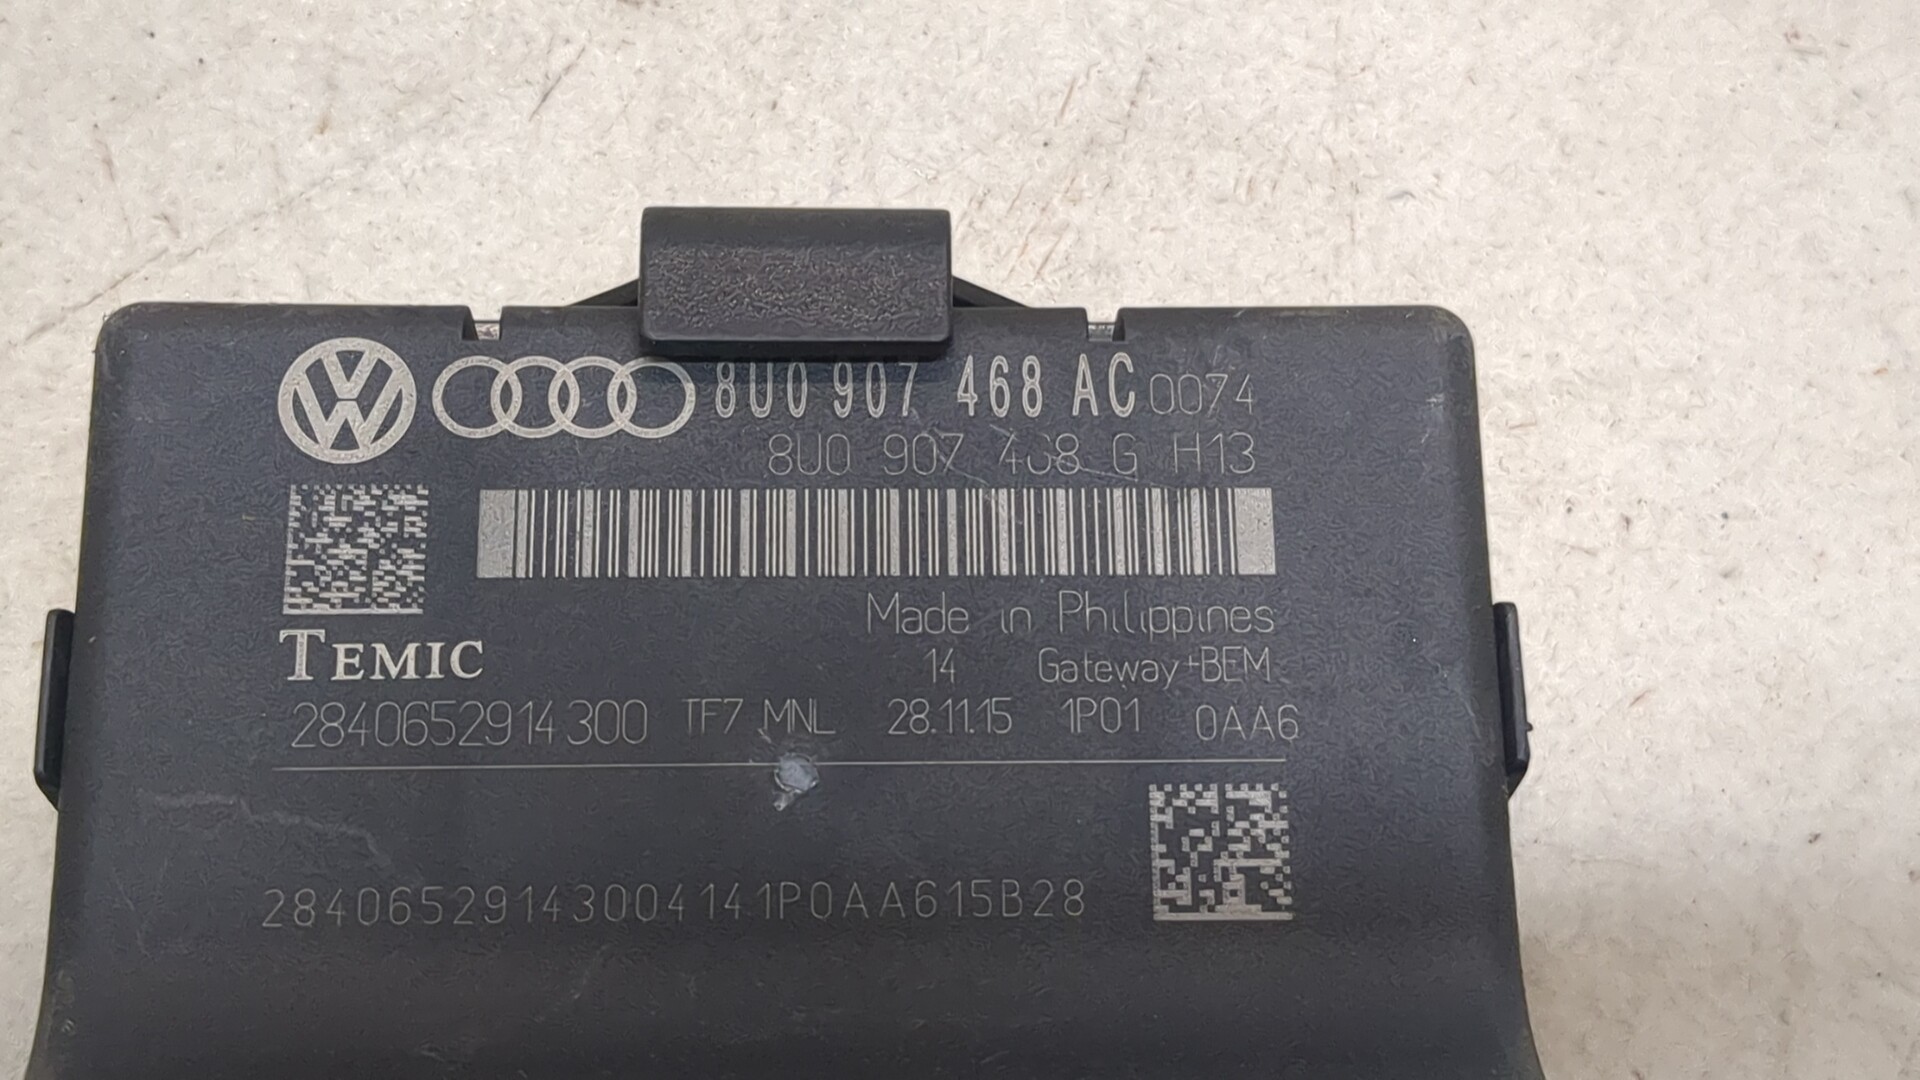 8U0 907 468 AC 0074
8U0 907 468 G H13
TEMIC
Made in Philippines
14 Gateway+BEM
2840652914300 TF7 MNL 28.11.15 1P01 0AA6
28406529143004141P0AA615B28